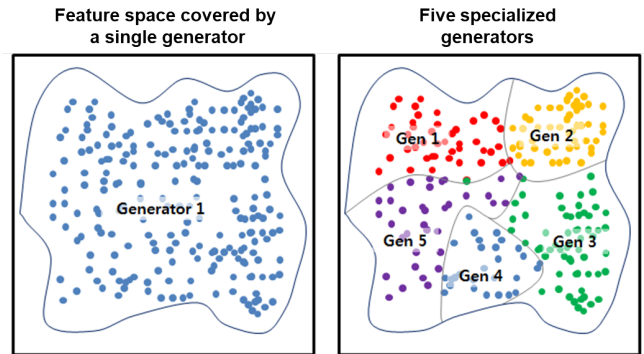 Feature space covered by
a single generator
Five specialized
generators
Generator 1
Gen 1
Gen 2
Gen 5
Gen 3
Gen 4